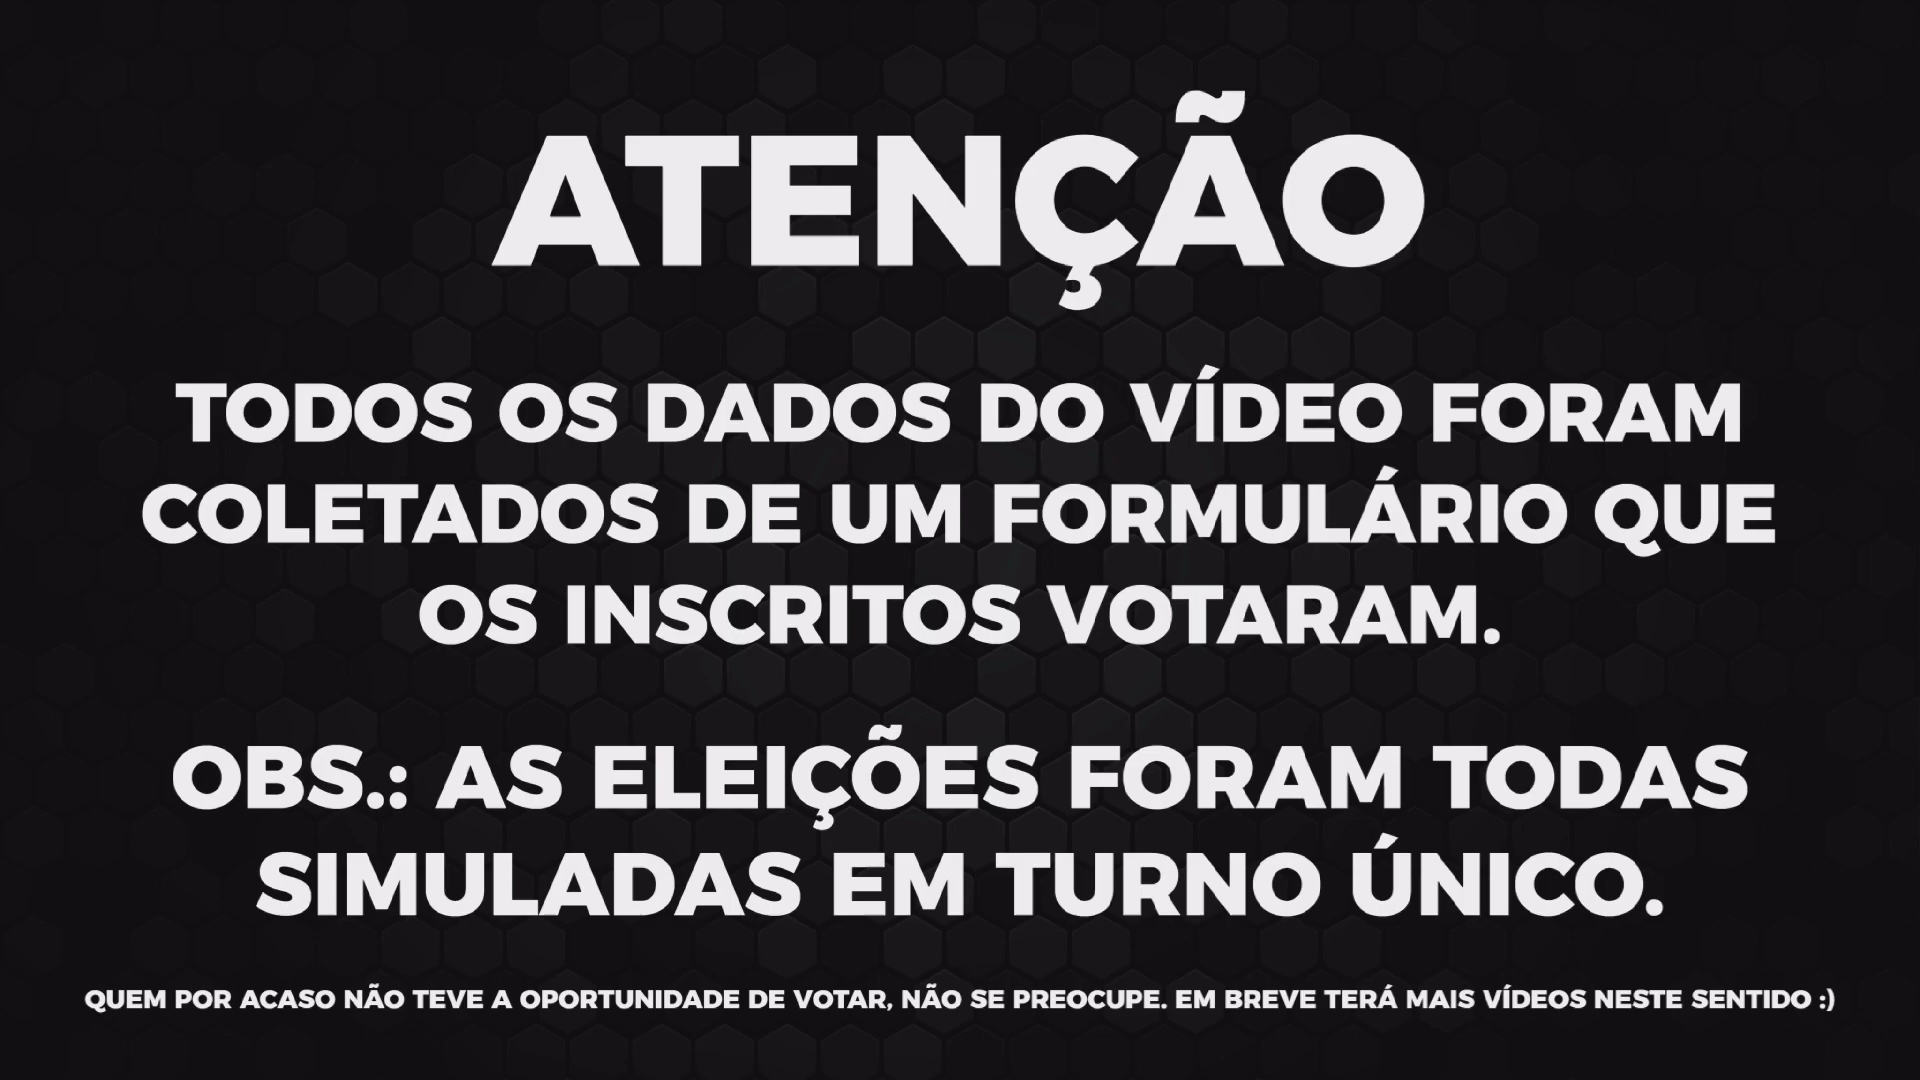 ATENÇÃO
TODOS OS DADOS DO VÍDEO FORAM
COLETADOS DE UM FORMULÁRIO QUE
OS INSCRITOS VOTARAM.
OBS.: AS ELEIÇÕES FORAM TODAS
SIMULADAS EM TURNO ÚNICO.
QUEM POR ACASO NÃO TEVE A OPORTUNIDADE DE VOTAR, NÃO SE PREOCUPE. EM BREVE TERÁ MAIS VÍDEOS NESTE SENTIDO :)